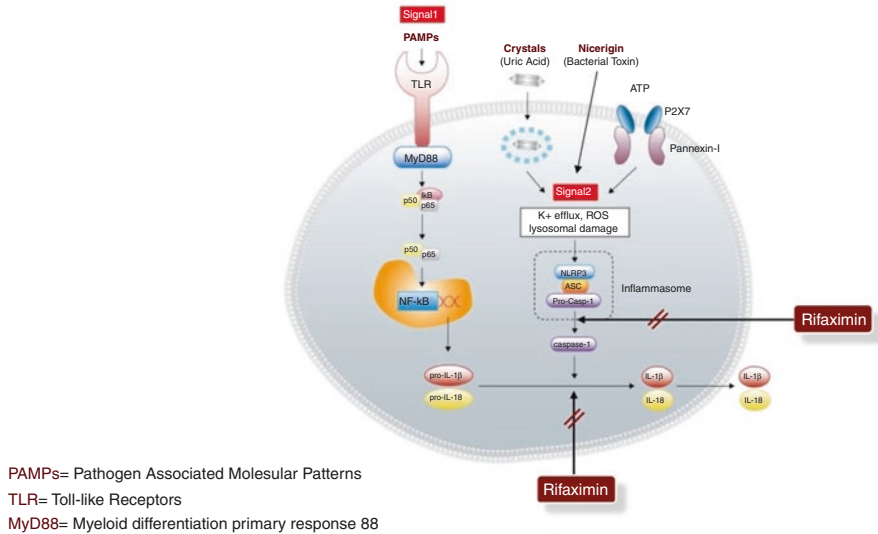 Signal1
PAMPs
TLR
MyD88
IkB
p50
p65
p50
p65
NF-kB
Crystals
(Uric Acid)
Nicerigin
(Bacterial Toxin)
ATP
P2X7
Pannexin-I
Signal2
K+ efflux, ROS
lysosomal damage
NLRP3
ASC
Pro-Casp-1
Inflammasome
Rifaximin
caspase-1
pro-IL-1β
pro-IL-18
IL-1β
IL-18
IL-1β
IL-18
Rifaximin
PAMPs= Pathogen Associated Molesular Patterns
TLR= Toll-like Receptors
MyD88= Myeloid differentiation primary response 88